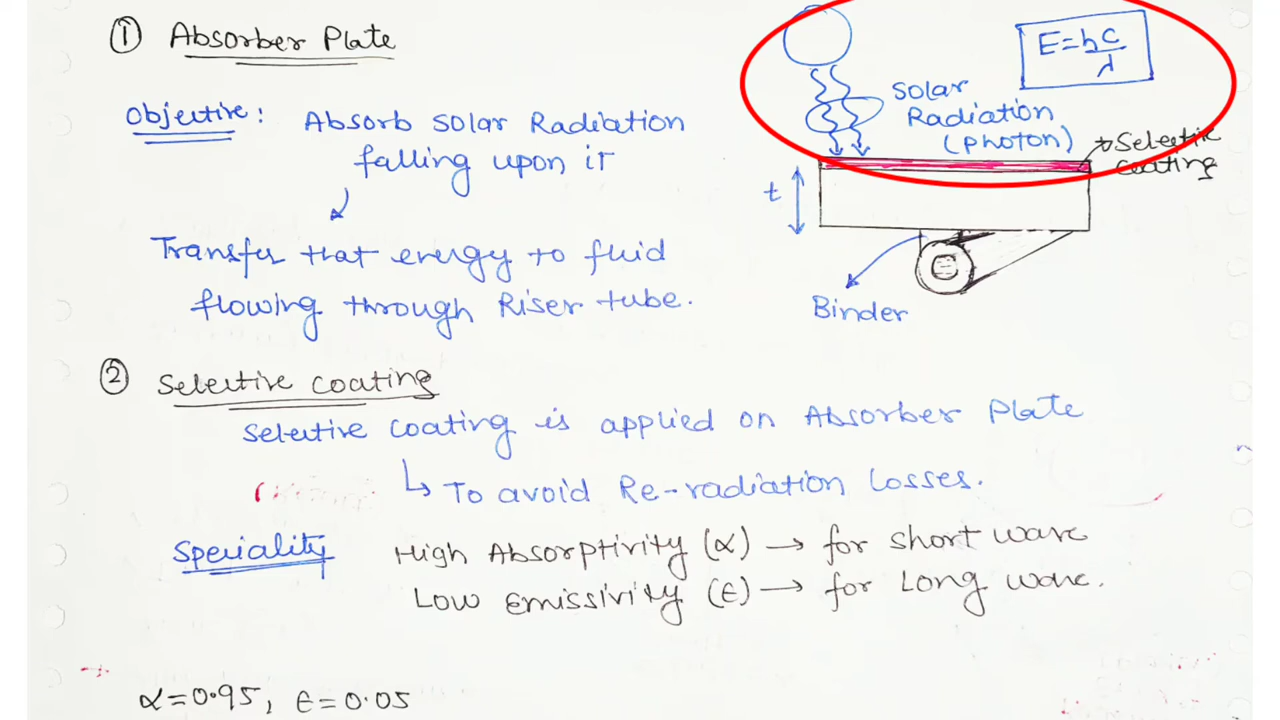 ① Absorber Plate
Objective: Absorb solar Radiation
falling upon it
Transfer that energy to fluid
flowing through Riser tube.
E=hc/λ
Solar
Radiation
(photon)
Selective
coating
t
Binder
② Selective coating
Selective coating is applied on Absorber Plate
↳ To avoid Re-radiation Losses.
Speciality High Absorptivity (α) → for short wave
Low Emissivity (ε) → for Long wave.
α=0.95, ε=0.05